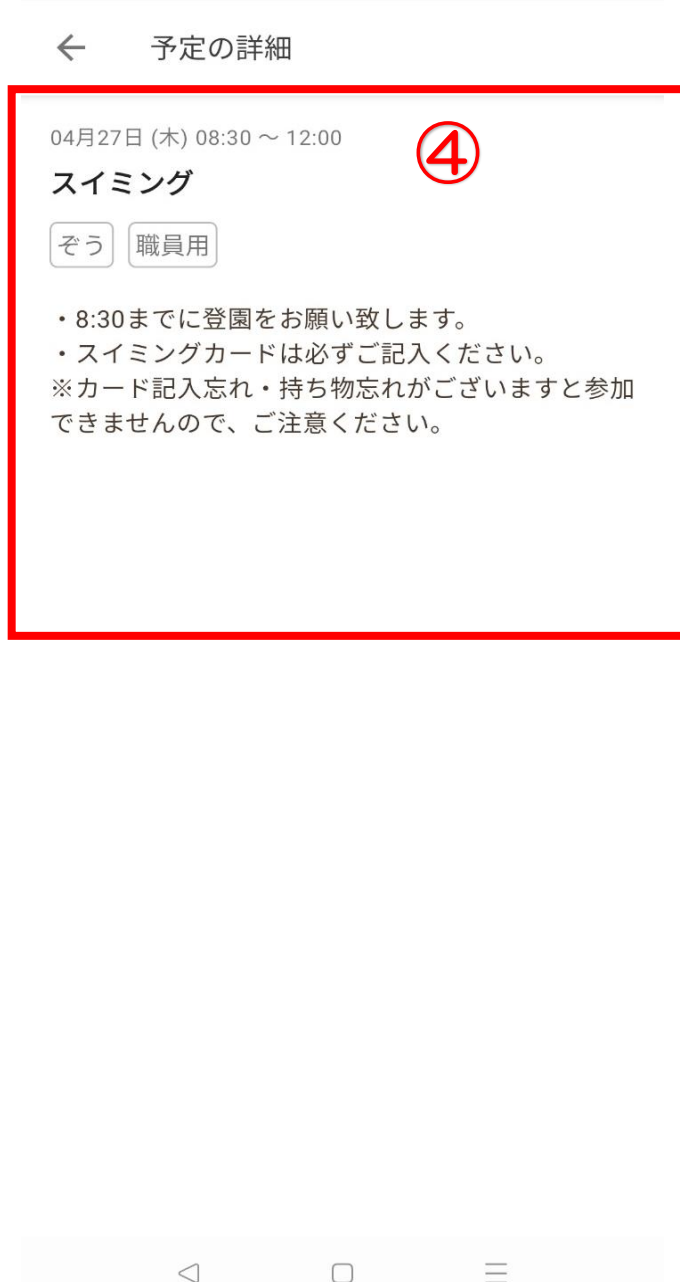 予定の詳細
04月27日 (木) 08:30 〜 12:00
④
スイミング
ぞう 職員用
・8:30までに登園をお願い致します。
・スイミングカードは必ずご記入ください。
※カード記入忘れ・持ち物忘れがございますと参加
できませんので、ご注意ください。